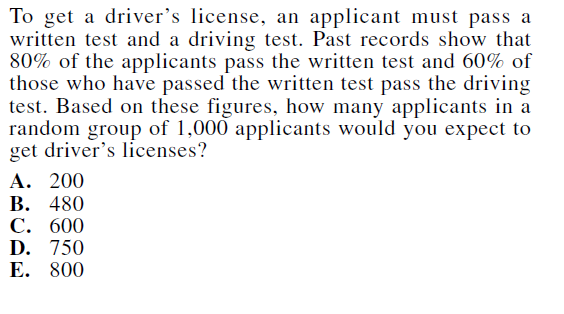 To get a driver’s license, an applicant must pass a
written test and a driving test. Past records show that
80% of the applicants pass the written test and 60% of
those who have passed the written test pass the driving
test. Based on these figures, how many applicants in a
random group of 1,000 applicants would you expect to
get driver’s licenses?
A. 200
B. 480
C. 600
D. 750
E. 800